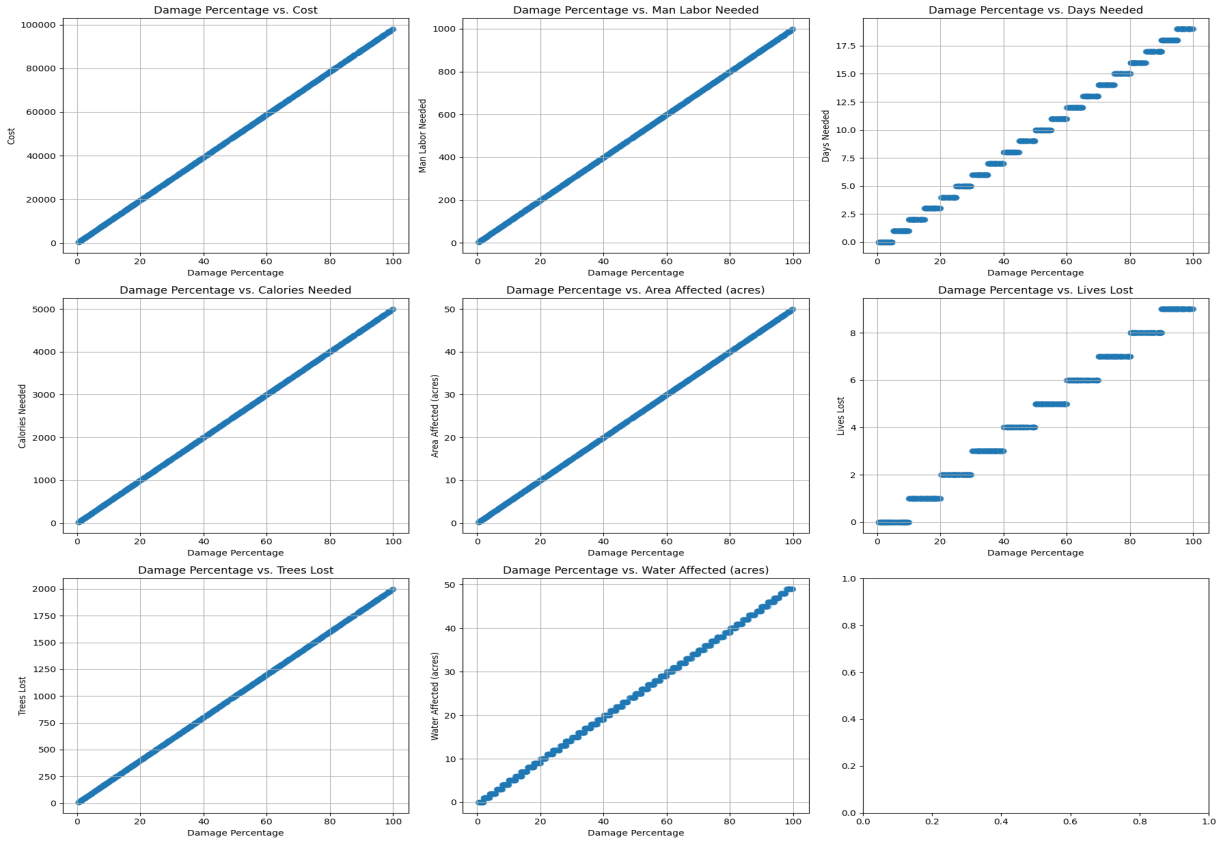 Damage Percentage vs. Cost
100000
80000
60000
40000
20000
0
Cost
0 20 40 60 80 100
Damage Percentage
Damage Percentage vs. Man Labor Needed
1000
800
600
400
200
0
Man Labor Needed
0 20 40 60 80 100
Damage Percentage
Damage Percentage vs. Days Needed
17.5
15.0
12.5
10.0
7.5
5.0
2.5
0.0
Days Needed
0 20 40 60 80 100
Damage Percentage
Damage Percentage vs. Calories Needed
5000
4000
3000
2000
1000
0
Calories Needed
0 20 40 60 80 100
Damage Percentage
Damage Percentage vs. Area Affected (acres)
50
40
30
20
10
0
Area Affected (acres)
0 20 40 60 80 100
Damage Percentage
Damage Percentage vs. Lives Lost
8
6
4
2
0
Lives Lost
0 20 40 60 80 100
Damage Percentage
Damage Percentage vs. Trees Lost
2000
1750
1500
1250
1000
750
500
250
0
Trees Lost
0 20 40 60 80 100
Damage Percentage
Damage Percentage vs. Water Affected (acres)
50
40
30
20
10
0
Water Affected (acres)
0 20 40 60 80 100
Damage Percentage
1.0
0.8
0.6
0.4
0.2
0.0
0.0 0.2 0.4 0.6 0.8 1.0